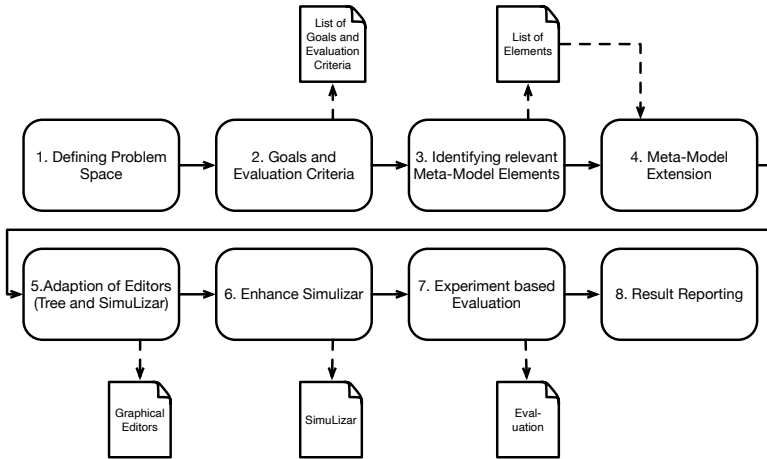 List of
Goals and
Evaluation
Criteria
List of
Elements
1. Defining Problem
Space
2. Goals and
Evaluation Criteria
3. Identifying relevant
Meta-Model Elements
4. Meta-Model
Extension
5.Adaption of Editors
(Tree and SimuLizar)
6. Enhance Simulizar
7. Experiment based
Evaluation
8. Result Reporting
Graphical
Editors
SimuLizar
Eval-
uation